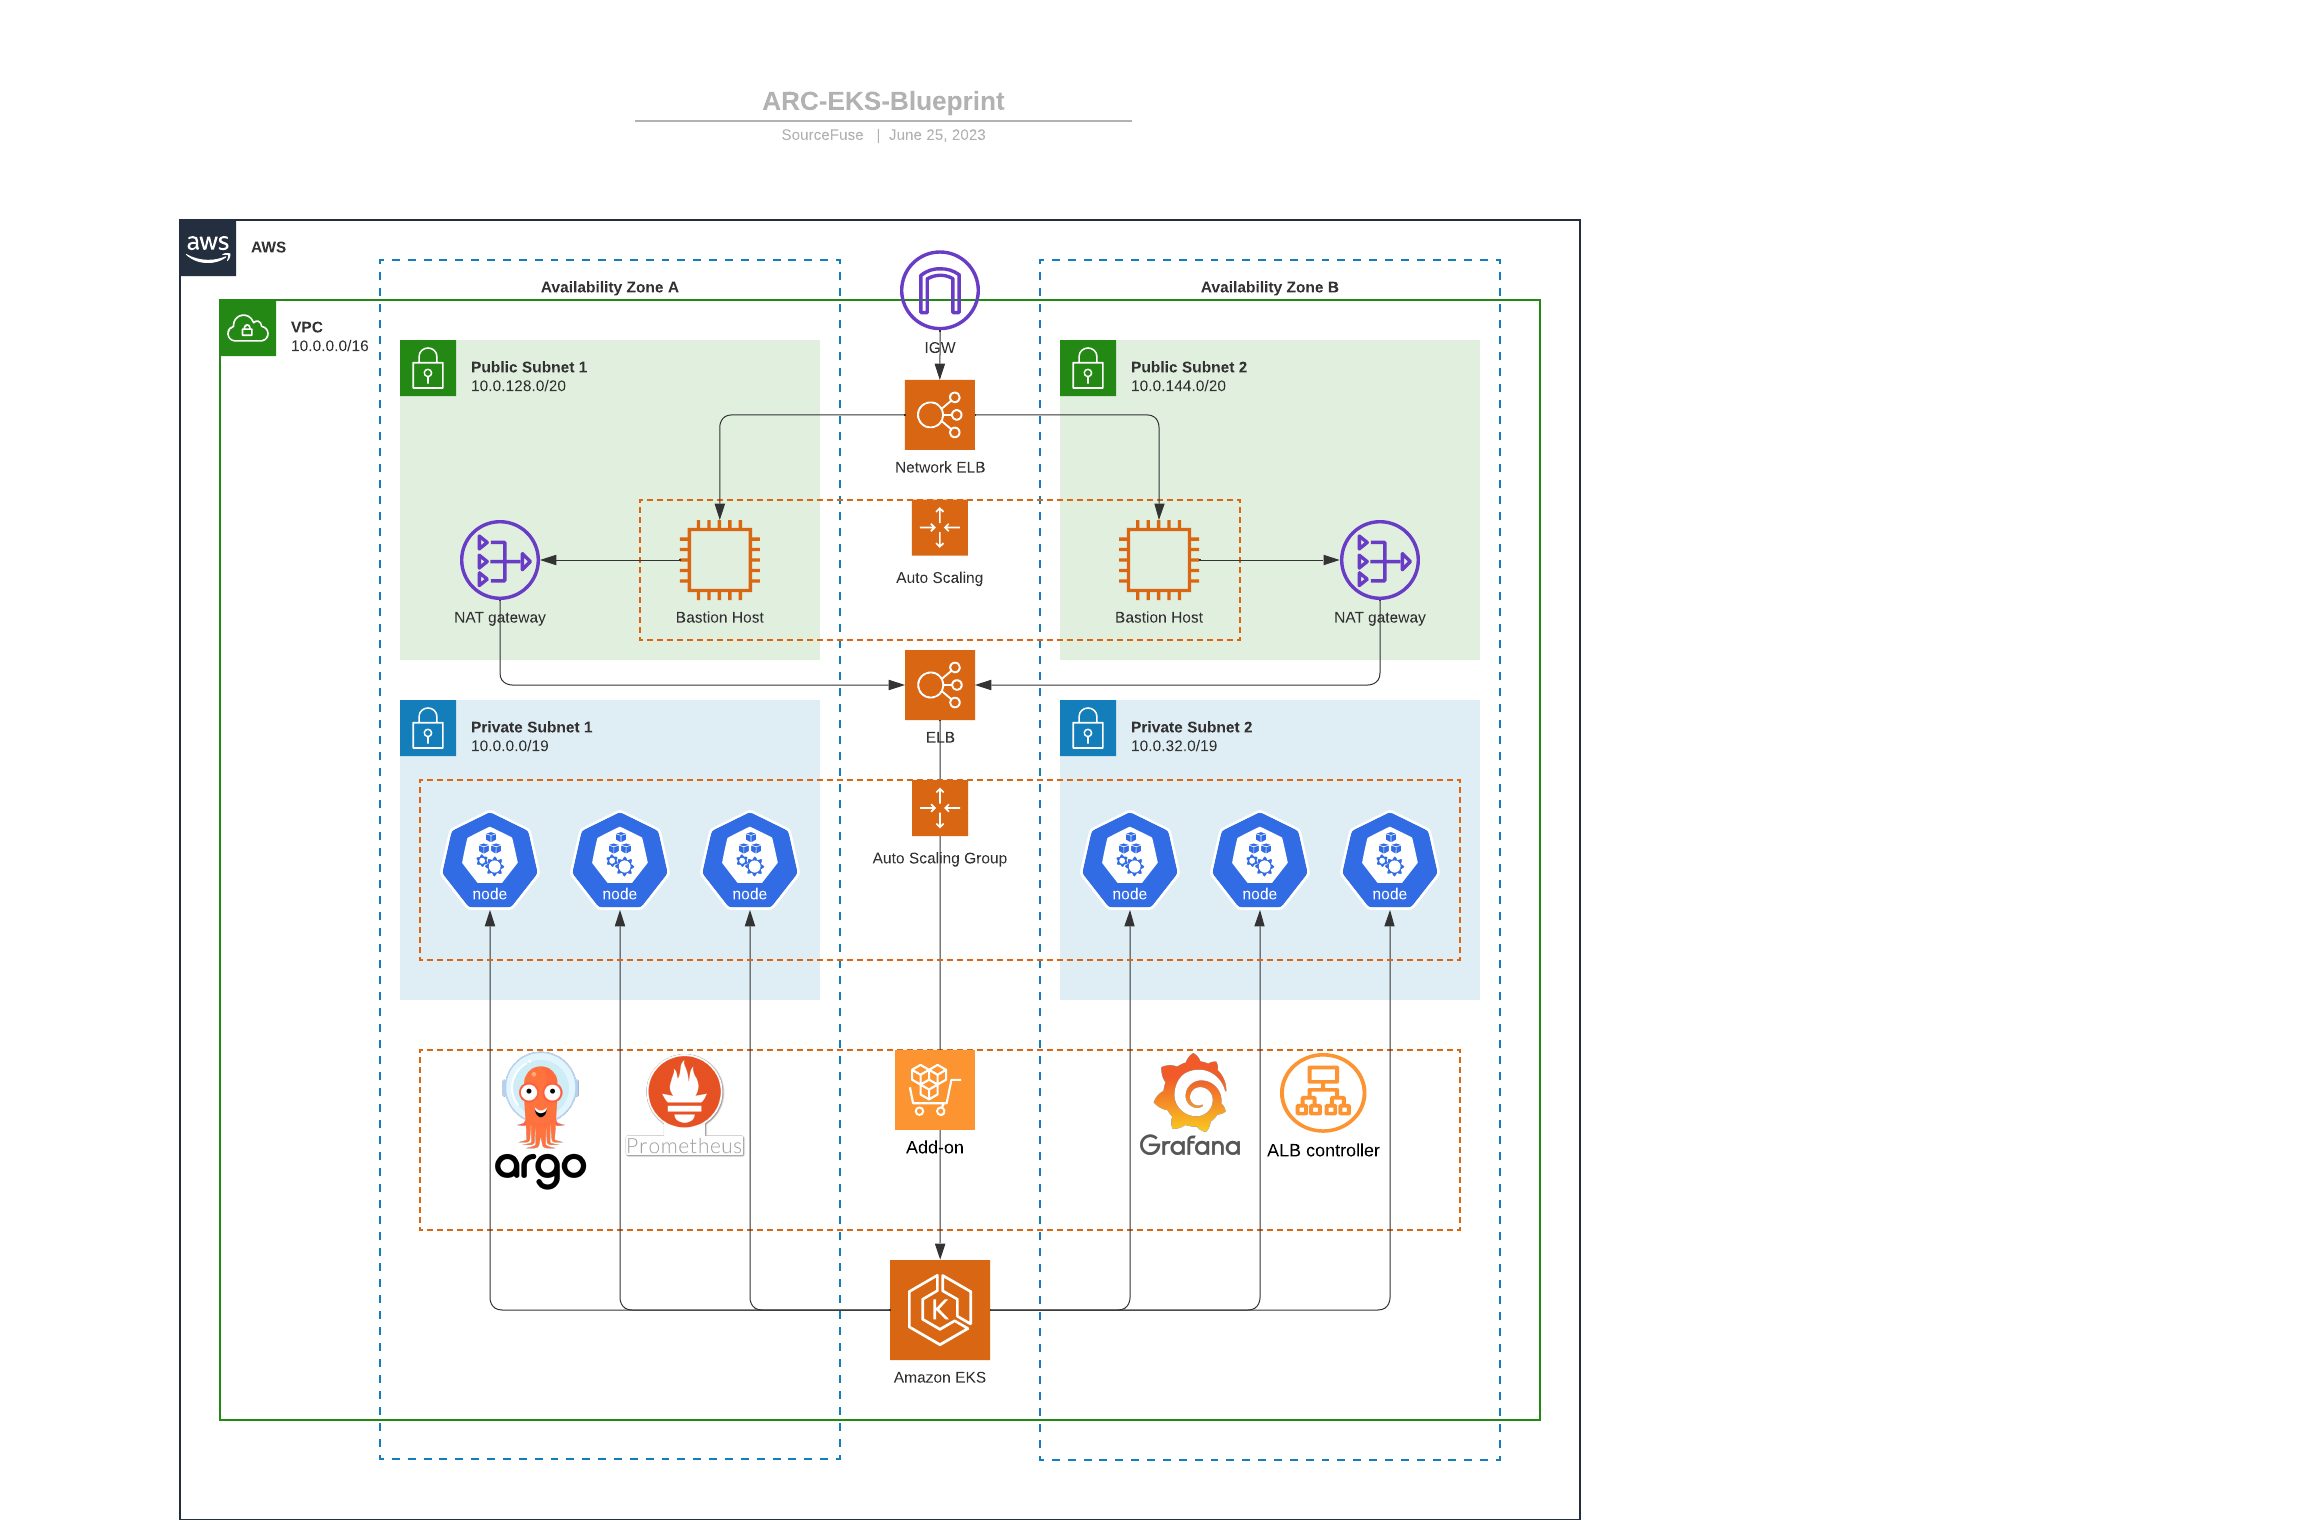 ARC-EKS-Blueprint
SourceFuse | June 25, 2023
aws
AWS
Availability Zone A
Availability Zone B
VPC
10.0.0.0/16
IGW
Public Subnet 1
10.0.128.0/20
Public Subnet 2
10.0.144.0/20
Network ELB
Auto Scaling
NAT gateway
Bastion Host
Bastion Host
NAT gateway
Private Subnet 1
10.0.0.0/19
ELB
Private Subnet 2
10.0.32.0/19
Auto Scaling Group
node
node
node
node
node
node
argo
Prometheus
Add-on
Grafana
ALB controller
K
Amazon EKS